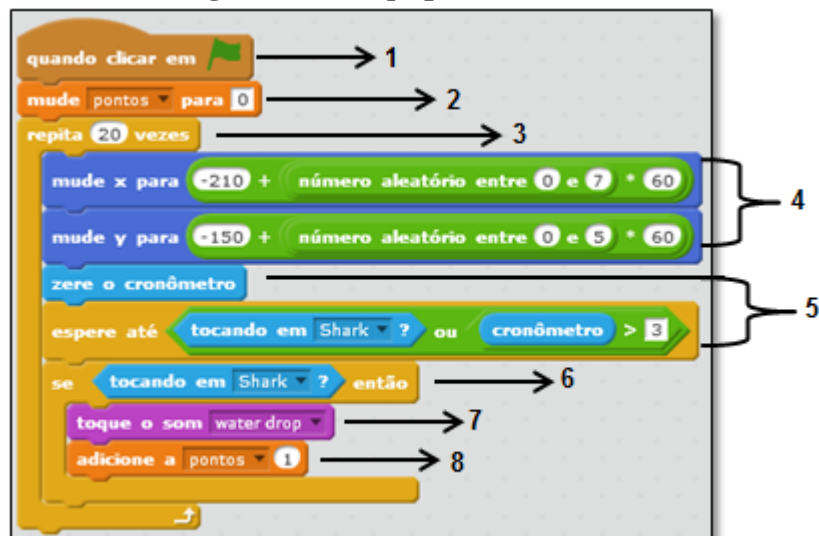 quando clicar em 1
mude pontos para 0 2
repita 20 vezes 3
mude x para -210 + número aleatório entre 0 e 7 * 60
4
mude y para -150 + número aleatório entre 0 e 5 * 60
zere o cronômetro
5
espere até tocando em Shark ? ou cronômetro > 3
se tocando em Shark ? então 6
toque o som water drop 7
adicione a pontos 1 8